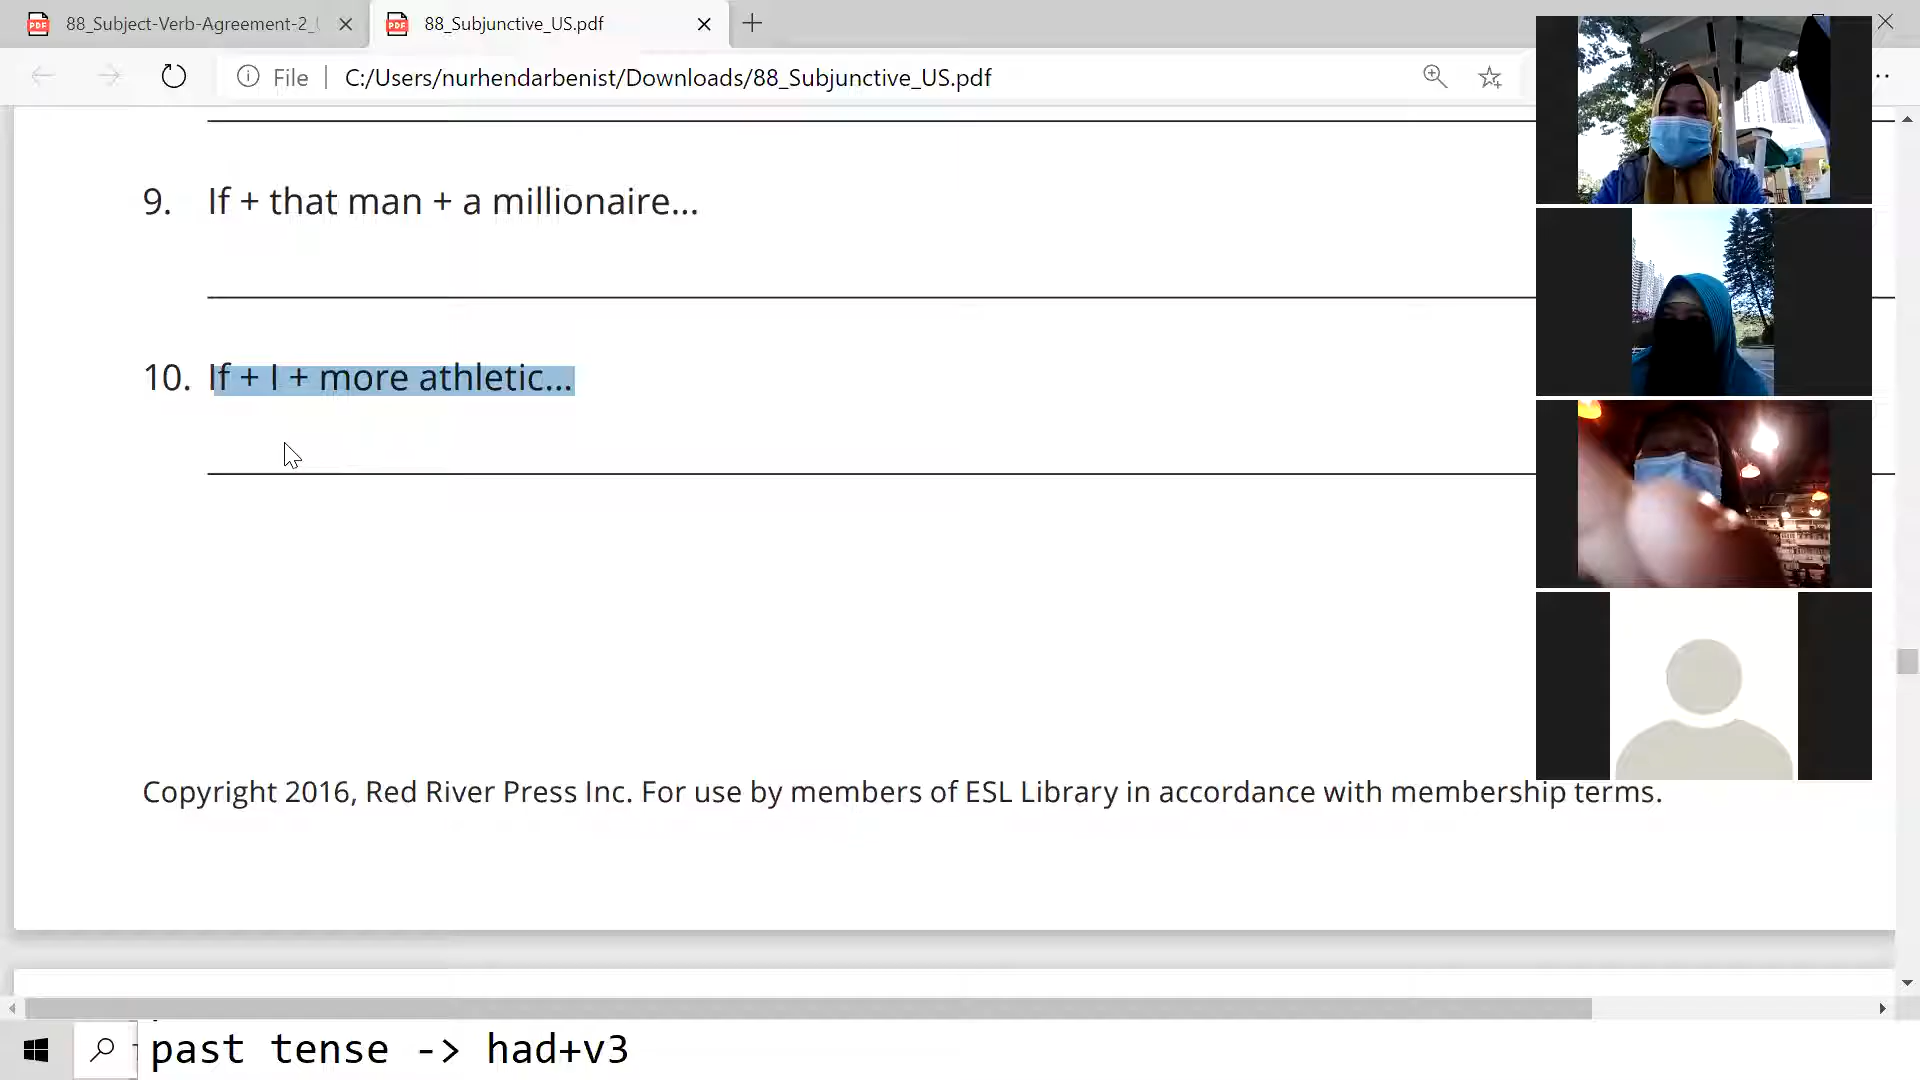 88_Subject-Verb-Agreement-2_
88_Subjunctive_US.pdf
File | C:/Users/nurhendarbenist/Downloads/88_Subjunctive_US.pdf
9. If + that man + a millionaire...
10. If + I + more athletic...
Copyright 2016, Red River Press Inc. For use by members of ESL Library in accordance with membership terms.
past tense -> had+v3